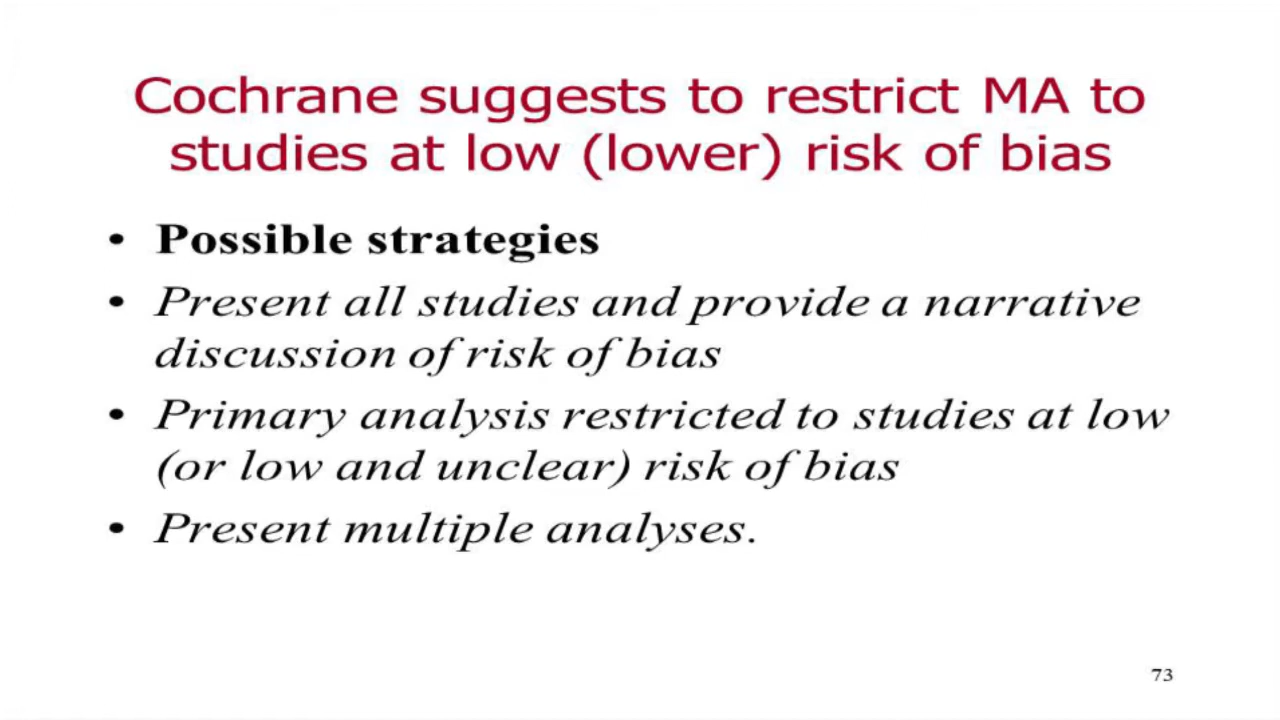 Cochrane suggests to restrict MA to
studies at low (lower) risk of bias
• Possible strategies
• Present all studies and provide a narrative
discussion of risk of bias
• Primary analysis restricted to studies at low
(or low and unclear) risk of bias
• Present multiple analyses.
73